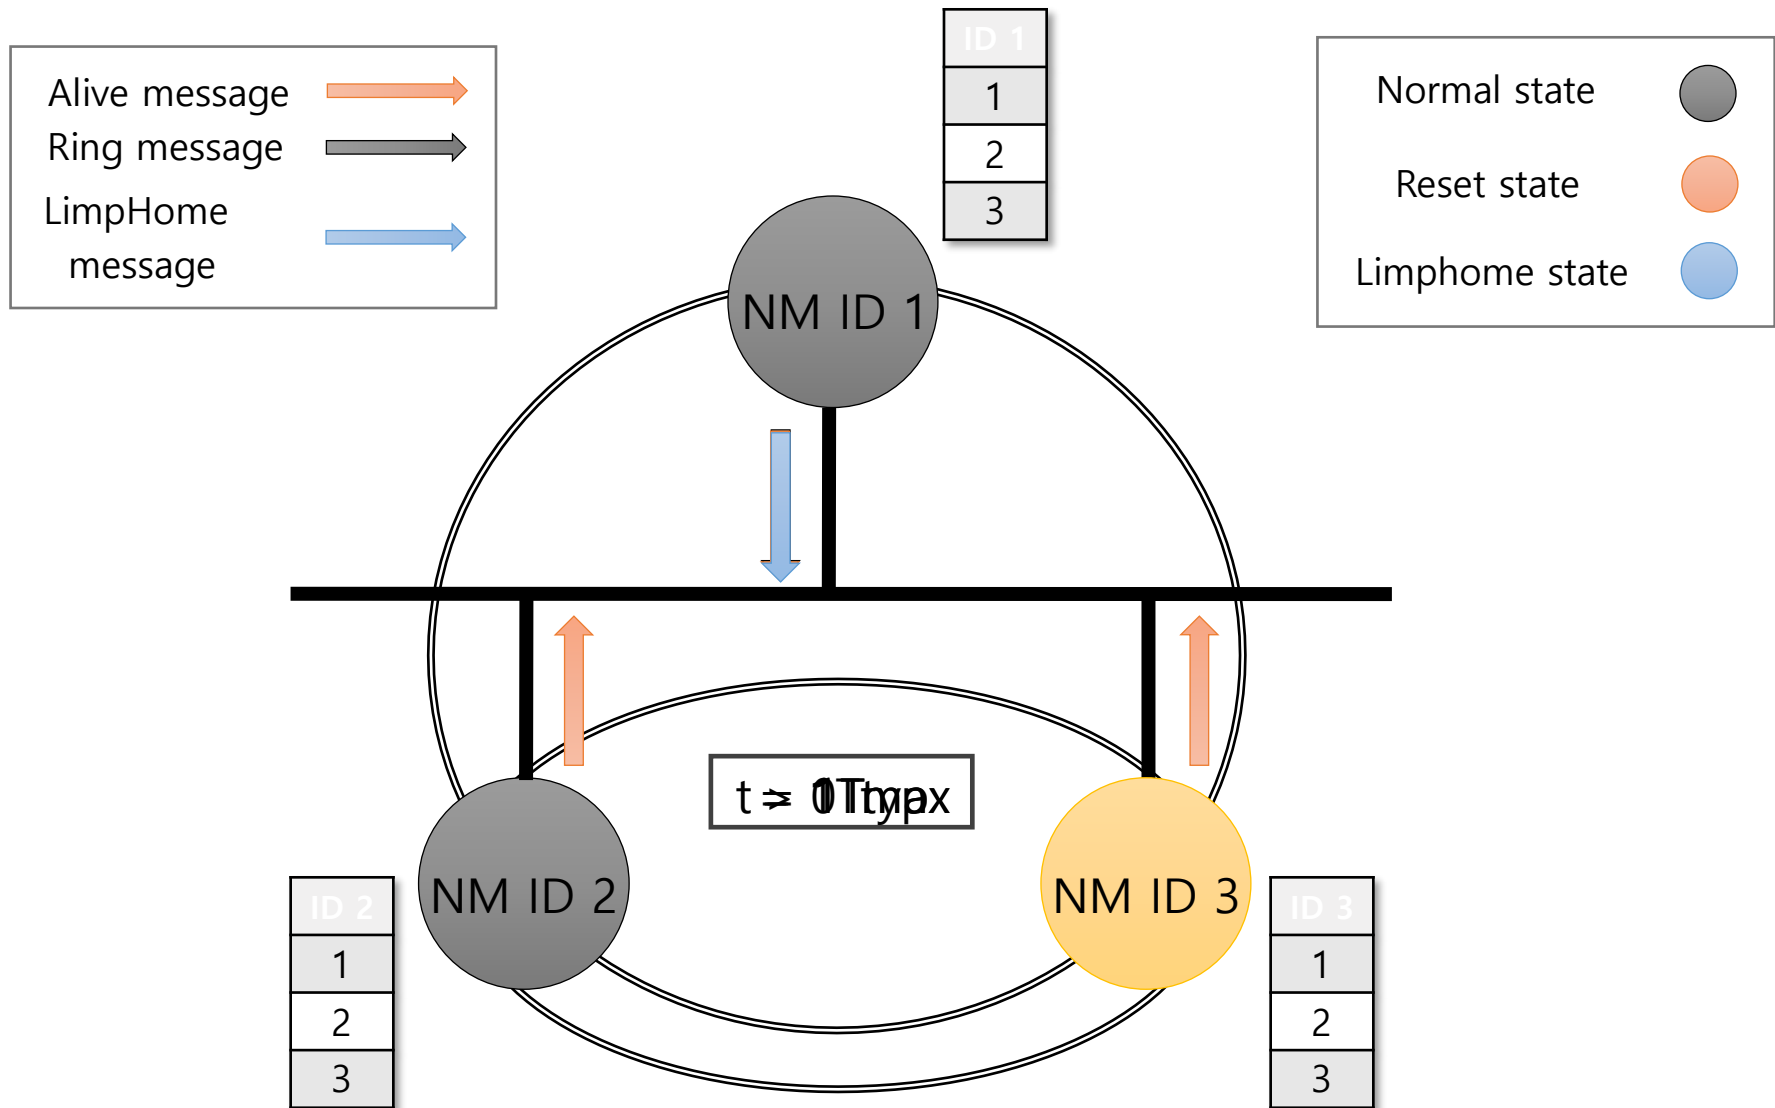 Alive message
Ring message
LimpHome
message
ID 1
1
2
3
Normal state
Reset state
Limphome state
NM ID 1
t
NM ID 2
NM ID 3
ID 2
1
2
3
ID 3
1
2
3